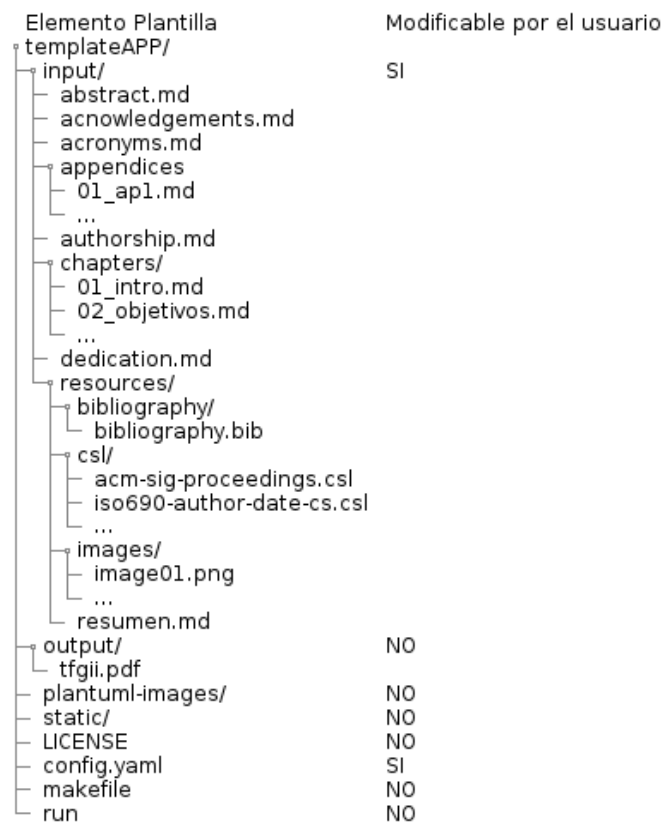 Elemento Plantilla Modificable por el usuario
templateAPP/
input/ SI
abstract.md
acnowledgements.md
acronyms.md
appendices
01_ap1.md
...
authorship.md
chapters/
01_intro.md
02_objetivos.md
...
dedication.md
resources/
bibliography/
bibliography.bib
csl/
acm-sig-proceedings.csl
iso690-author-date-cs.csl
...
images/
image01.png
...
resumen.md
output/ NO
tfgii.pdf
plantuml-images/ NO
static/ NO
LICENSE NO
config.yaml SI
makefile NO
run NO